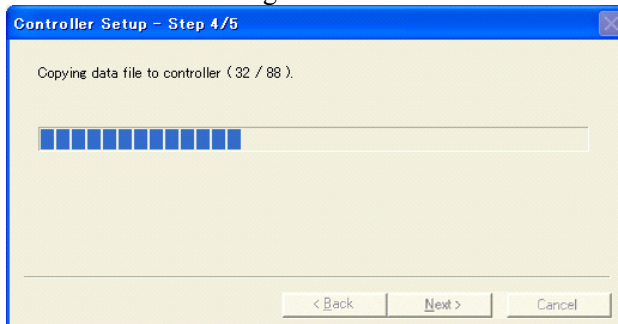 Controller Setup - Step 4/5
Copying data file to controller ( 32 / 88 ).
< Back
Next >
Cancel